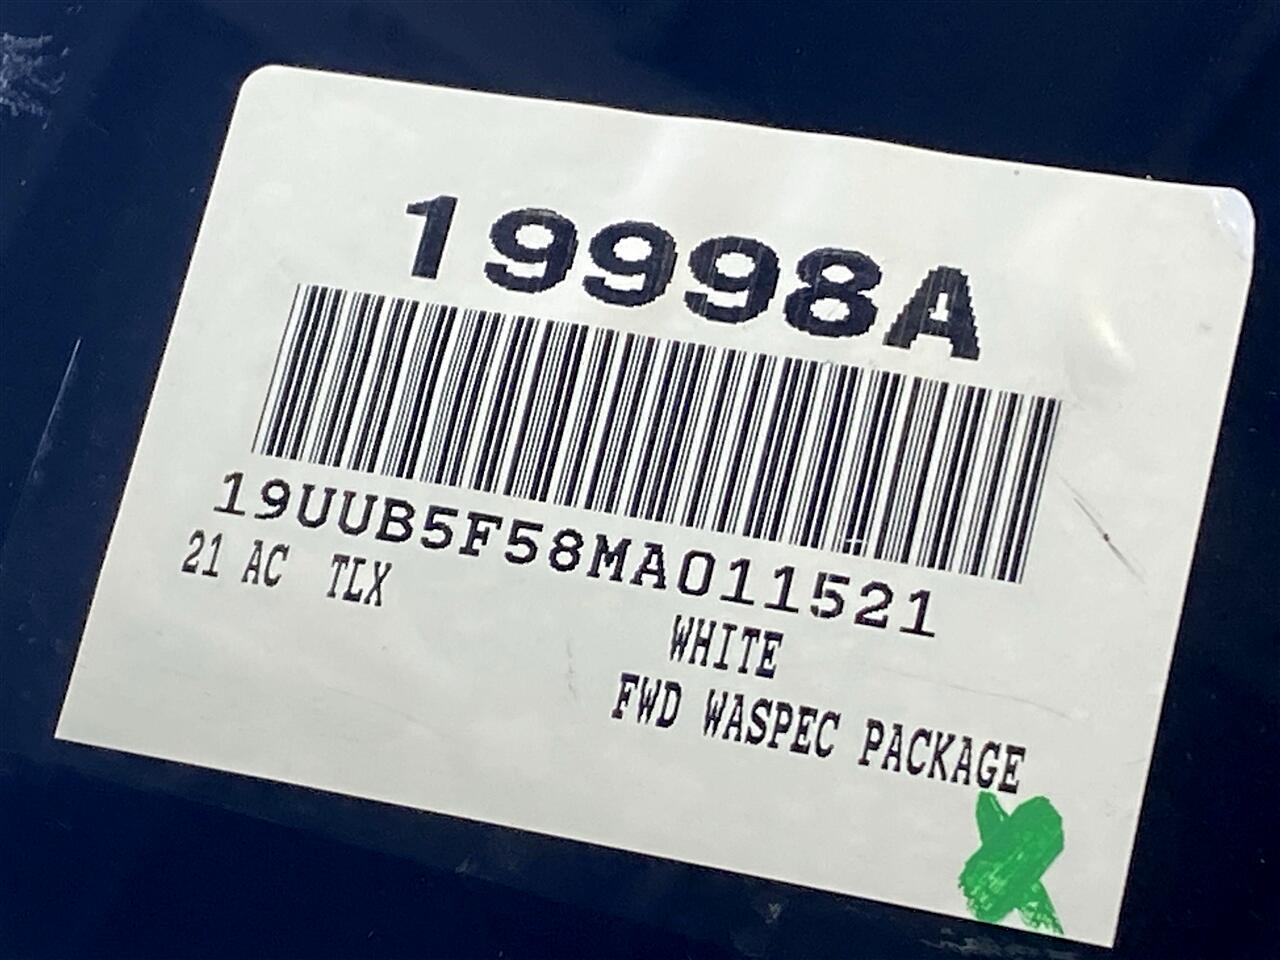 19998A
19UUB5F58MA011521
21 AC TLX
WHITE
FWD WASPEC PACKAGE